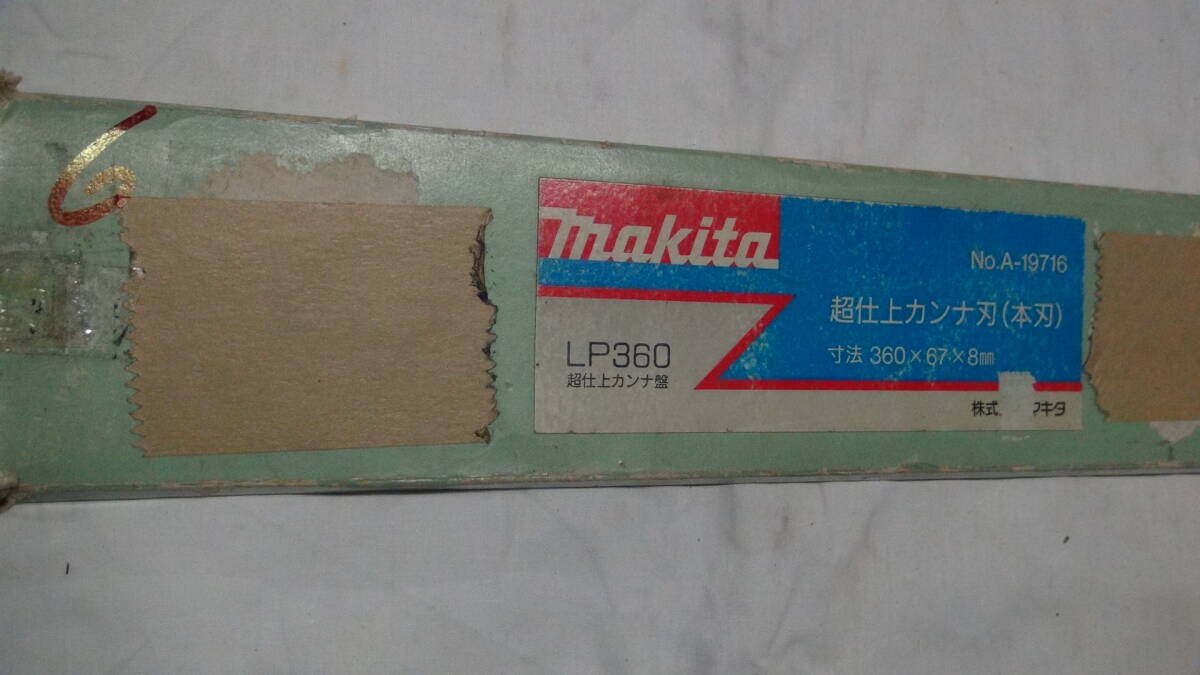 6
makita
No.A-19716
超仕上カンナ刃(本刃)
寸法 360×67×8㎜
LP360
超仕上カンナ盤
株式 キタ